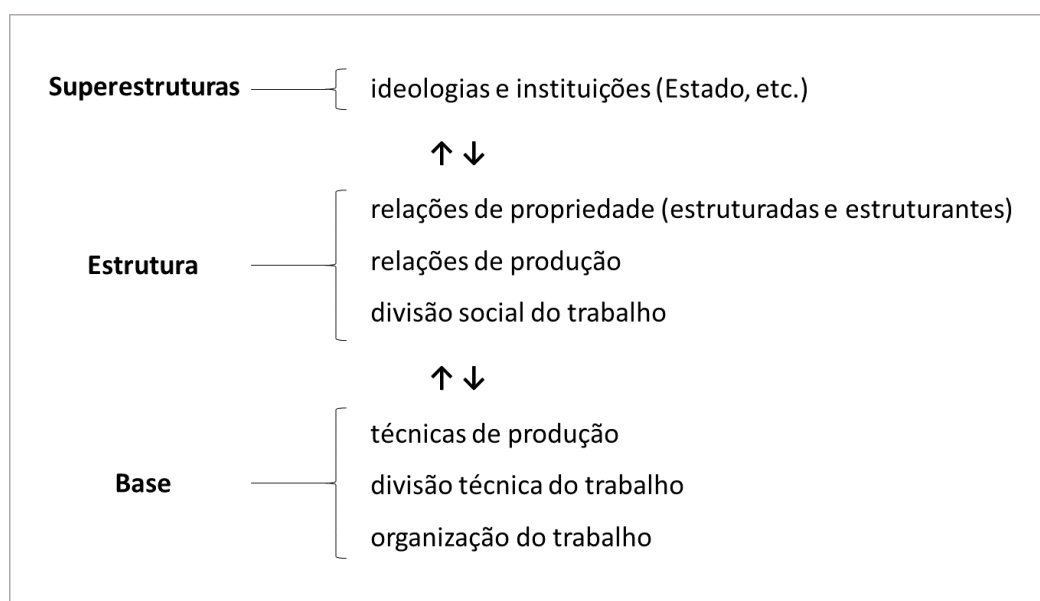 Superestruturas ideologias e instituições (Estado, etc.)
↑ ↓
relações de propriedade (estruturadas e estruturantes)
Estrutura relações de produção
divisão social do trabalho
↑ ↓
técnicas de produção
Base divisão técnica do trabalho
organização do trabalho